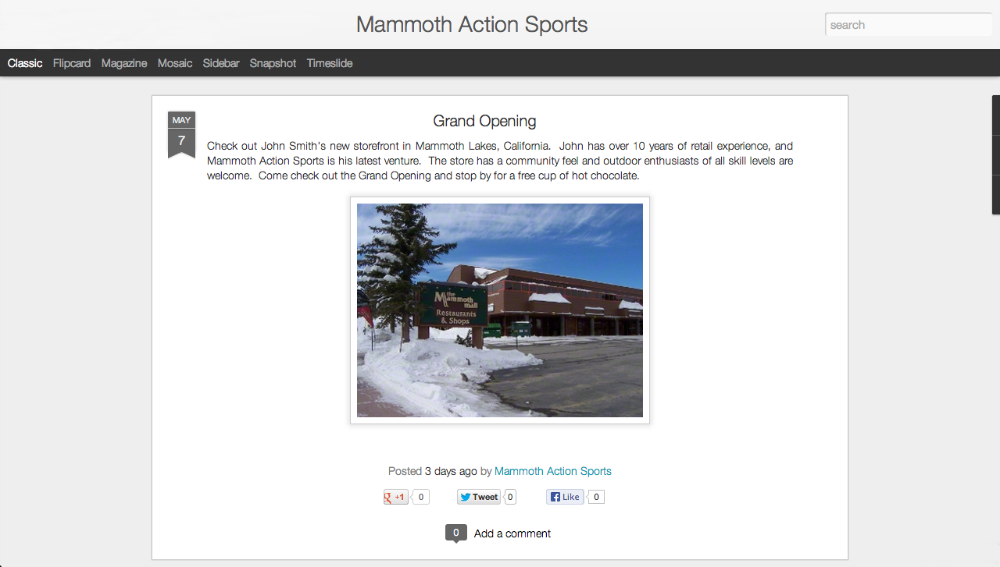 Mammoth Action Sports
search
Classic Flipcard Magazine Mosaic Sidebar Snapshot Timeslide
MAY
7
Grand Opening
Check out John Smith's new storefront in Mammoth Lakes, California.  John has over 10 years of retail experience, and
Mammoth Action Sports is his latest venture.  The store has a community feel and outdoor enthusiasts of all skill levels are
welcome.  Come check out the Grand Opening and stop by for a free cup of hot chocolate.
the
Mammoth
mall
Restaurants
& Shops
Posted 3 days ago by Mammoth Action Sports
g +1 0 Tweet 0 Like 0
0 Add a comment